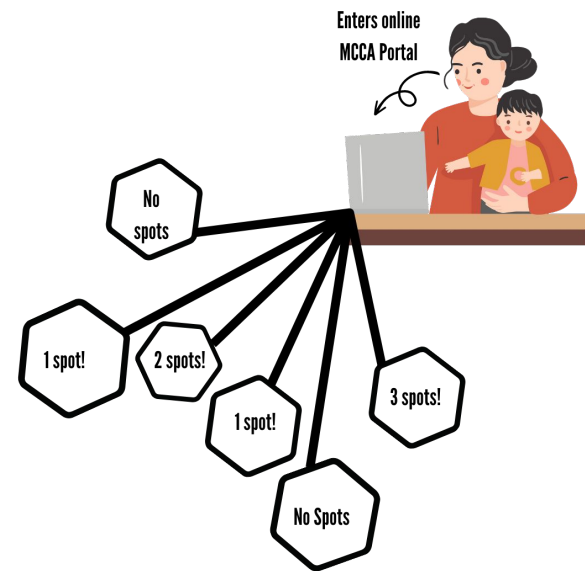 Enters online
MCCA Portal
No
spots
1 spot!
2 spots!
1 spot!
3 spots!
No Spots